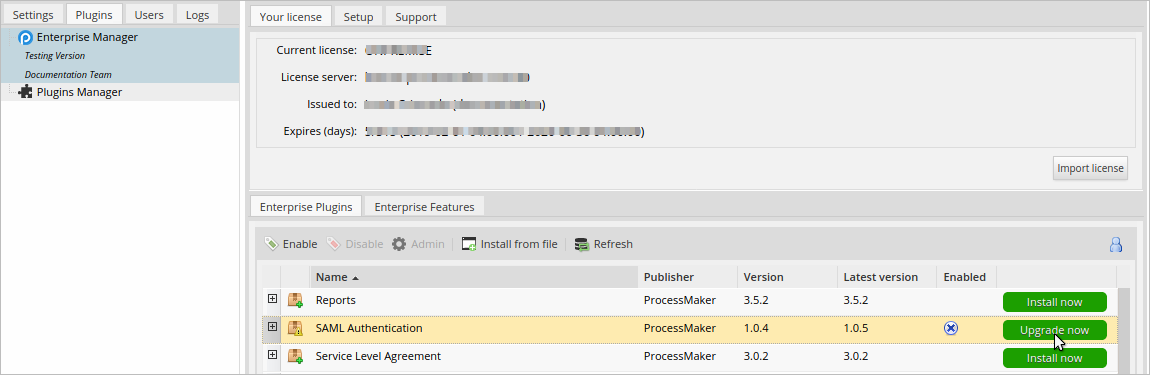 Settings Plugins Users Logs
Enterprise Manager
Testing Version
Documentation Team
Plugins Manager
Your license Setup Support
Current license:
License server:
Issued to:
Expires (days):
Import license
Enterprise Plugins Enterprise Features
Enable Disable Admin Install from file Refresh
Name Publisher Version Latest version Enabled
Reports ProcessMaker 3.5.2 3.5.2 Install now
SAML Authentication ProcessMaker 1.0.4 1.0.5 Upgrade now
Service Level Agreement ProcessMaker 3.0.2 3.0.2 Install now